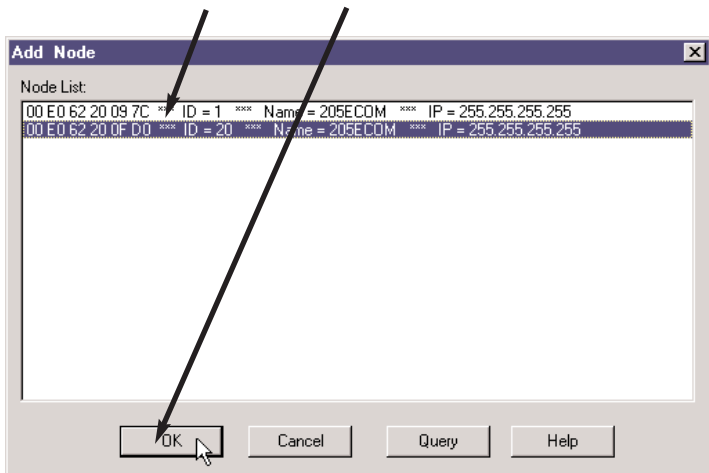 Add Node
Node List:
00 E0 62 20 09 7C *** ID = 1 *** Name = 205ECOM *** IP = 255.255.255.255
00 E0 62 20 0F D0 *** ID = 20 *** Name = 205ECOM *** IP = 255.255.255.255
OK Cancel Query Help